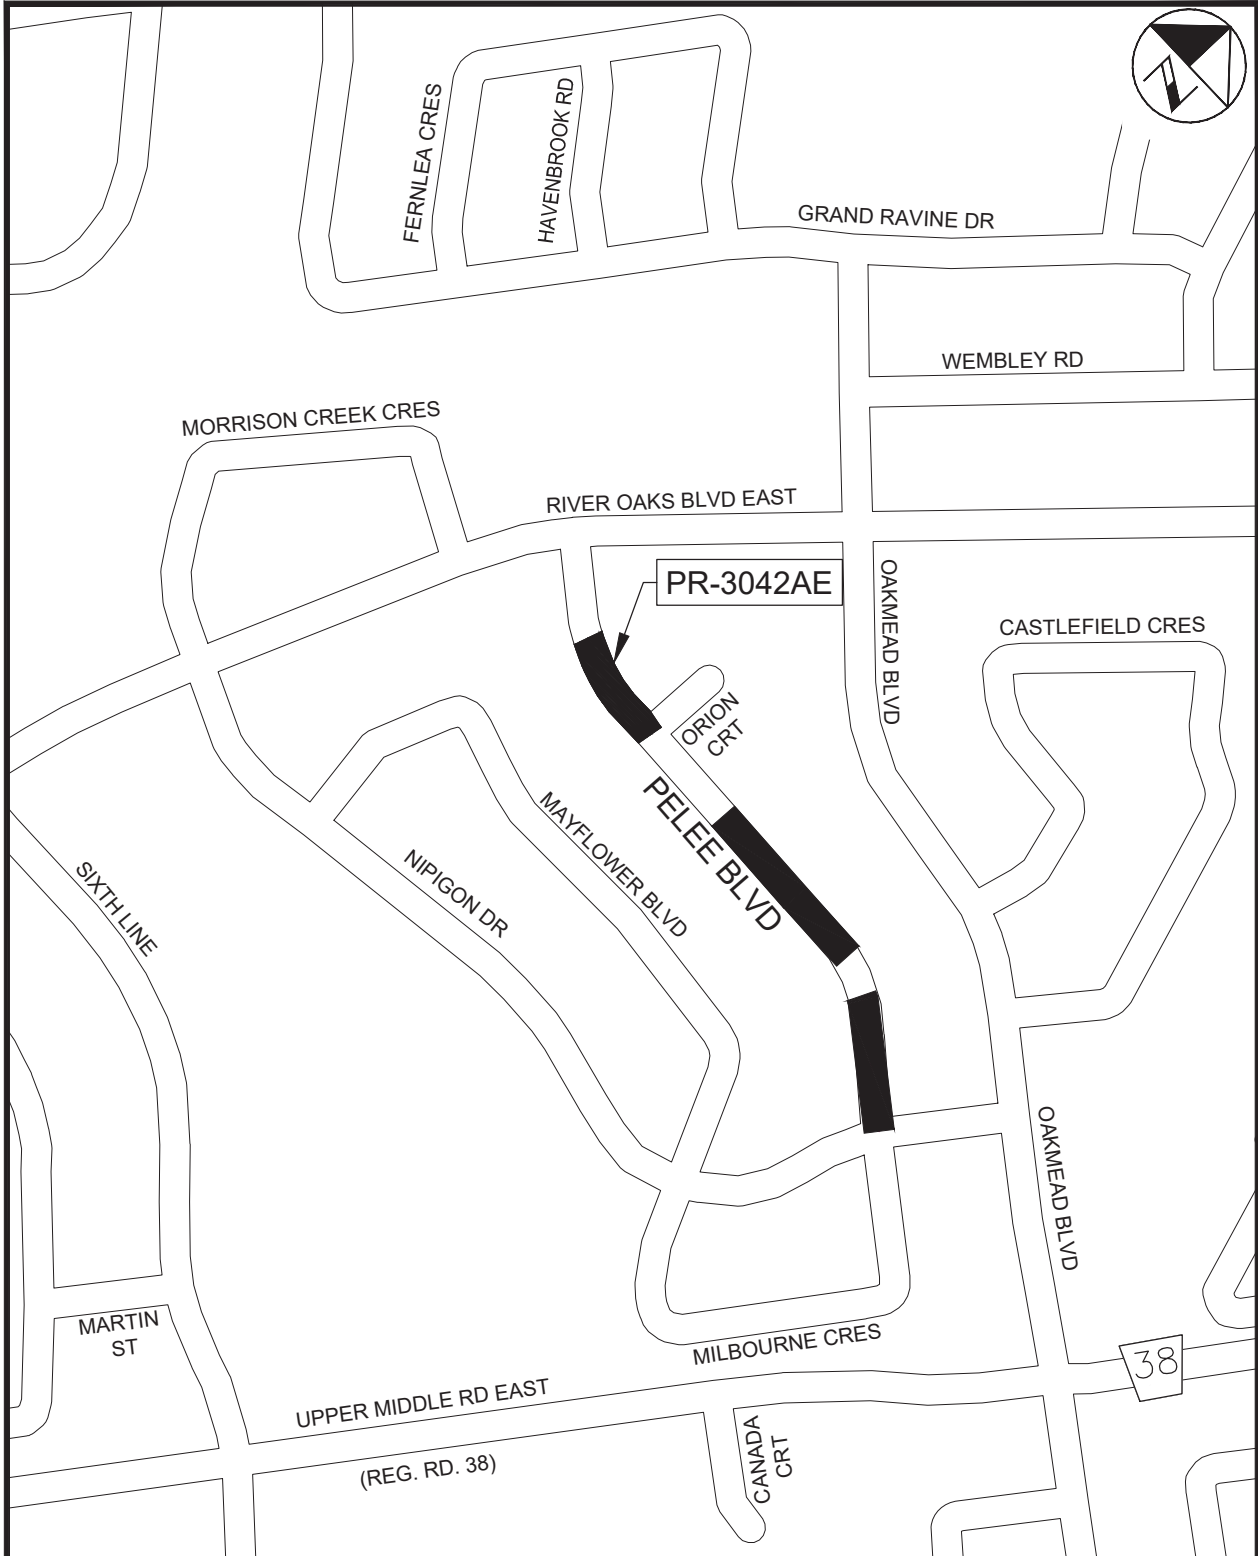 FERNLEA CRES
HAVENBROOK RD
GRAND RAVINE DR
WEMBLEY RD
MORRISON CREEK CRES
RIVER OAKS BLVD EAST
PR-3042AE
OAKMEAD BLVD
CASTLEFIELD CRES
ORION
CRT
PELEE BLVD
MAYFLOWER BLVD
NIPIGON DR
SIXTH LINE
OAKMEAD BLVD
MARTIN
ST
MILBOURNE CRES
38
UPPER MIDDLE RD EAST
(REG. RD. 38)
CANADA
CRT
N